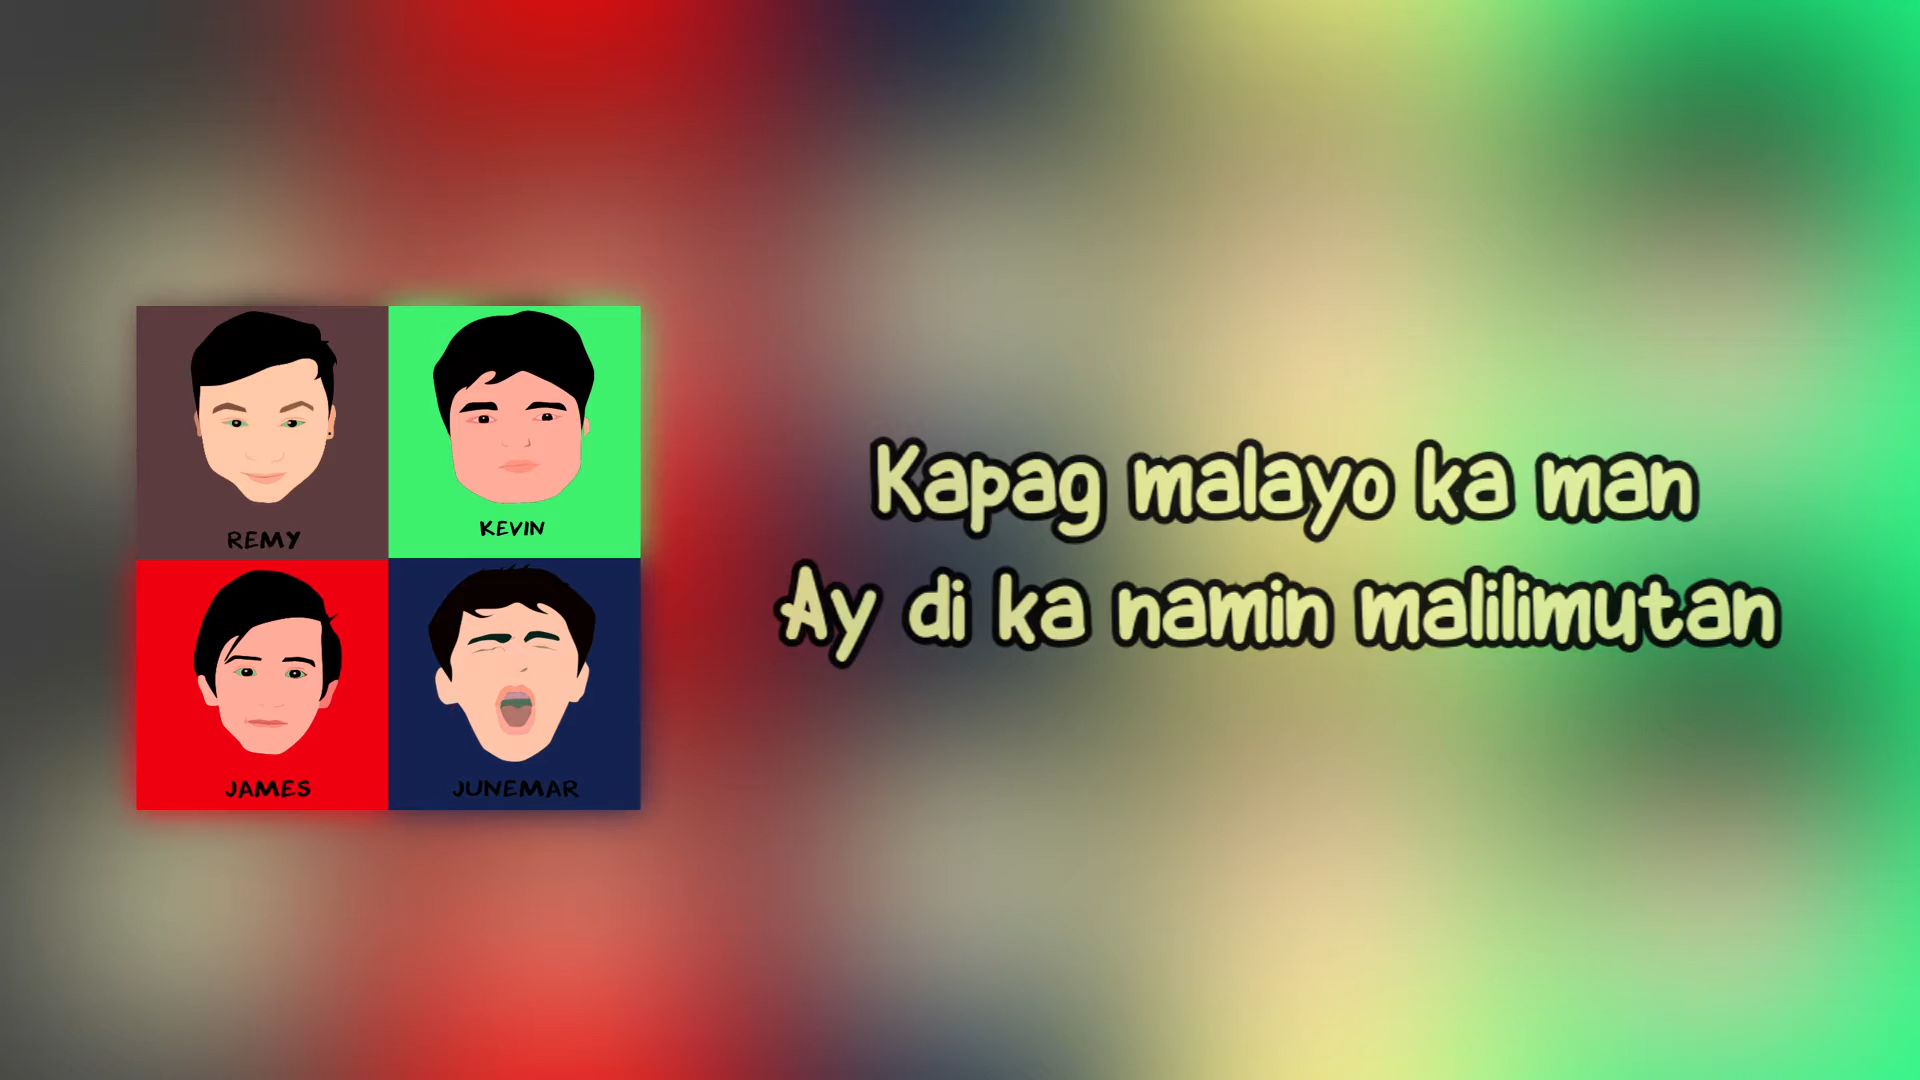 REMY
KEVIN
JAMES
JUNEMAR
Kapag malayo ka man
Ay di ka namin malilimutan